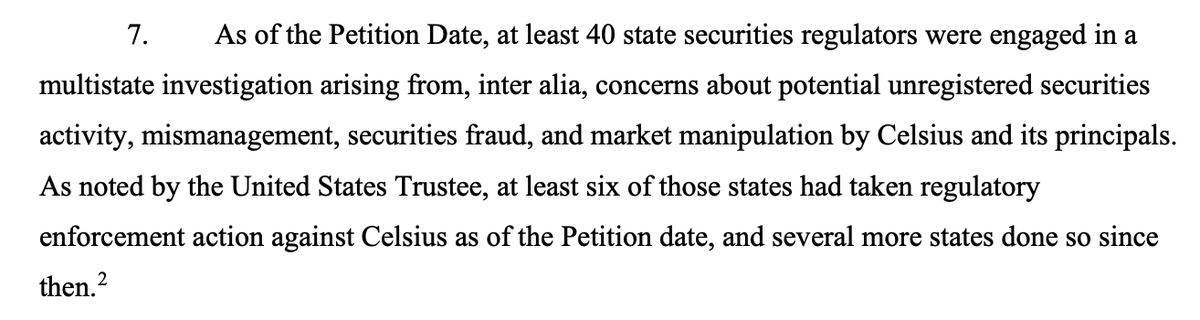 7. As of the Petition Date, at least 40 state securities regulators were engaged in a
multistate investigation arising from, inter alia, concerns about potential unregistered securities
activity, mismanagement, securities fraud, and market manipulation by Celsius and its principals.
As noted by the United States Trustee, at least six of those states had taken regulatory
enforcement action against Celsius as of the Petition date, and several more states done so since
then.2